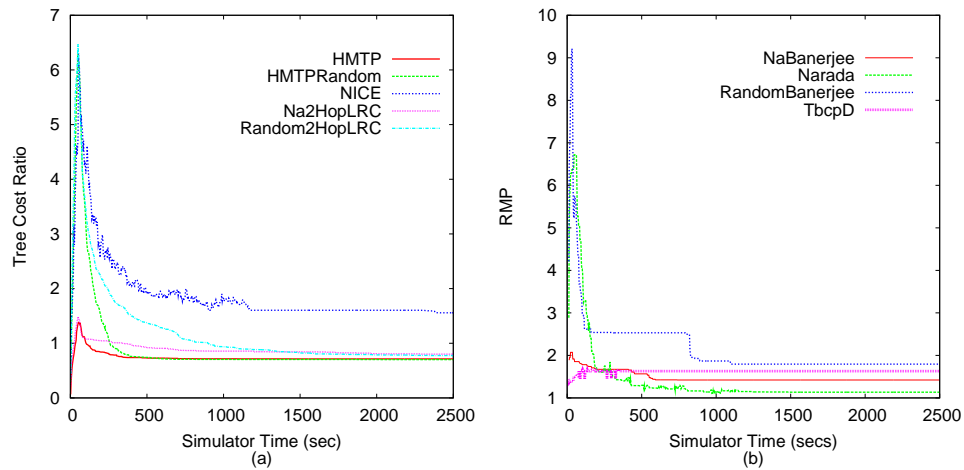 7
6
5
4
3
2
1
0
Tree Cost Ratio
HMTP
HMTPRandom
NICE
Na2HopLRC
Random2HopLRC
0 500 1000 1500 2000 2500
Simulator Time (sec)
(a)
10
9
8
7
6
5
4
3
2
1
RMP
NaBanerjee
Narada
RandomBanerjee
TbcpD
0 500 1000 1500 2000 2500
Simulator Time (secs)
(b)